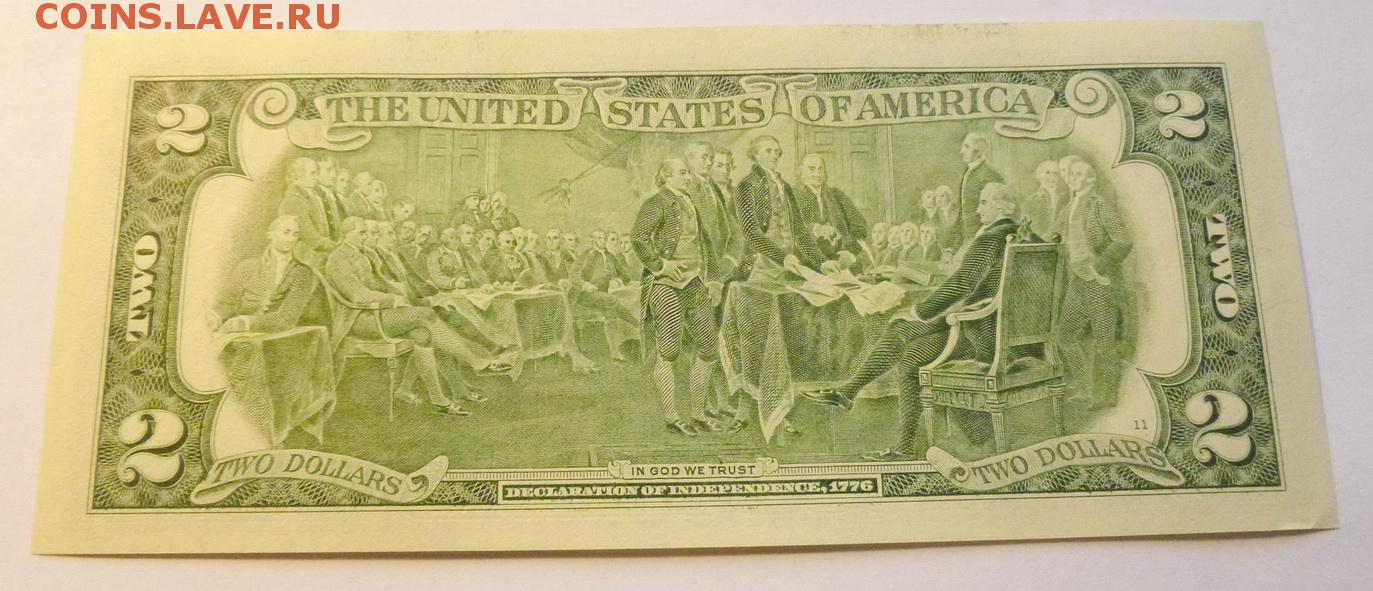 COINS.LAVE.RU
THE UNITED STATES OF AMERICA
2
2
TWO
TWO
2
2
11
TWO DOLLARS
TWO DOLLARS
IN GOD WE TRUST
DECLARATION OF INDEPENDENCE, 1776